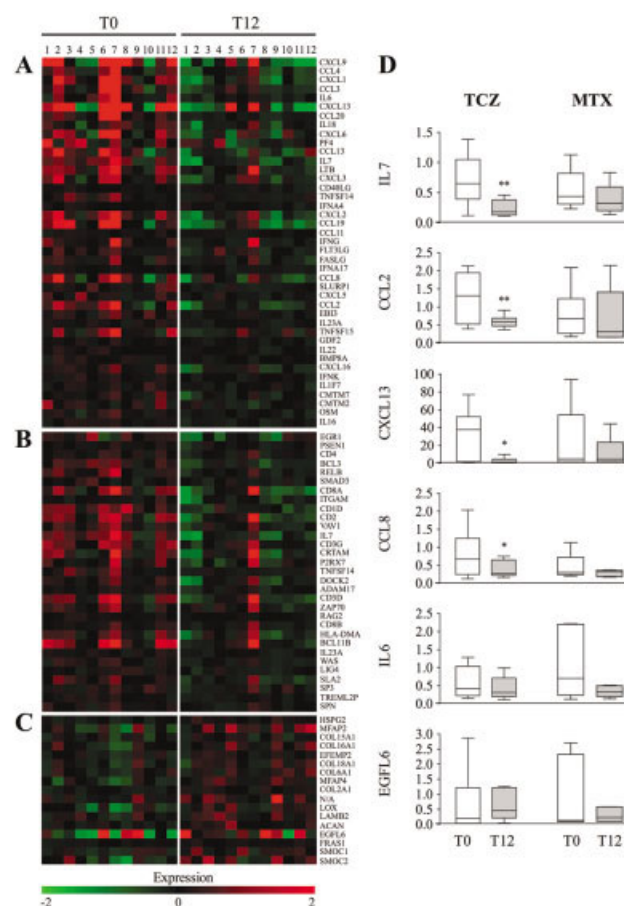 T0 T12
1 2 3 4 5 6 7 8 9 10 11 12 1 2 3 4 5 6 7 8 9 10 11 12
A
CXCL9
CCL4
CXCL1
CCL3
IL6
CXCL13
CCL20
IL18
CXCL6
PF4
CCL13
IL7
LTB
CXCL3
CD40LG
TNFSF14
IFNA4
CXCL2
CCL19
CCL11
IFNG
FLT3LG
FASLG
IFNA17
CCL8
SLURP1
CXCL5
CCL2
EBI3
IL23A
TNFSF15
GDF2
IL22
BMP8A
CXCL16
IFNK
IL1F7
CMTM7
CMTM2
OSM
IL16
B
EGR1
PSEN1
CD4
BCL3
RELB
SMAD3
CD8A
ITGAM
CD1D
CD2
VAV1
IL7
CD3G
CRTAM
P2RX7
TNFSF14
DOCK2
ADAM17
CD3D
ZAP70
RAG2
CD8B
HLA-DMA
BCL11B
IL23A
WAS
LIG4
SLA2
SP3
TREML2P
SPN
C
HSPG2
MFAP2
COL15A1
COL16A1
EFEMP2
COL18A1
COL6A1
MFAP4
COL2A1
N/A
LOX
LAMB2
ACAN
EGFL6
FRAS1
SMOC1
SMOC2
Expression
-2 0 2
D
TCZ MTX
IL 7
1.5
1.0
0.5
0.0
**
CCL2
2.5
2.0
1.5
1.0
0.5
0.0
**
CXCL13
100
80
60
40
20
0
*
CCL8
2.5
2.0
1.5
1.0
0.5
0.0
*
IL6
2.5
2.0
1.5
1.0
0.5
0.0
EGFL6
3.0
2.5
2.0
1.5
1.0
0.5
0.0
T0 T12 T0 T12